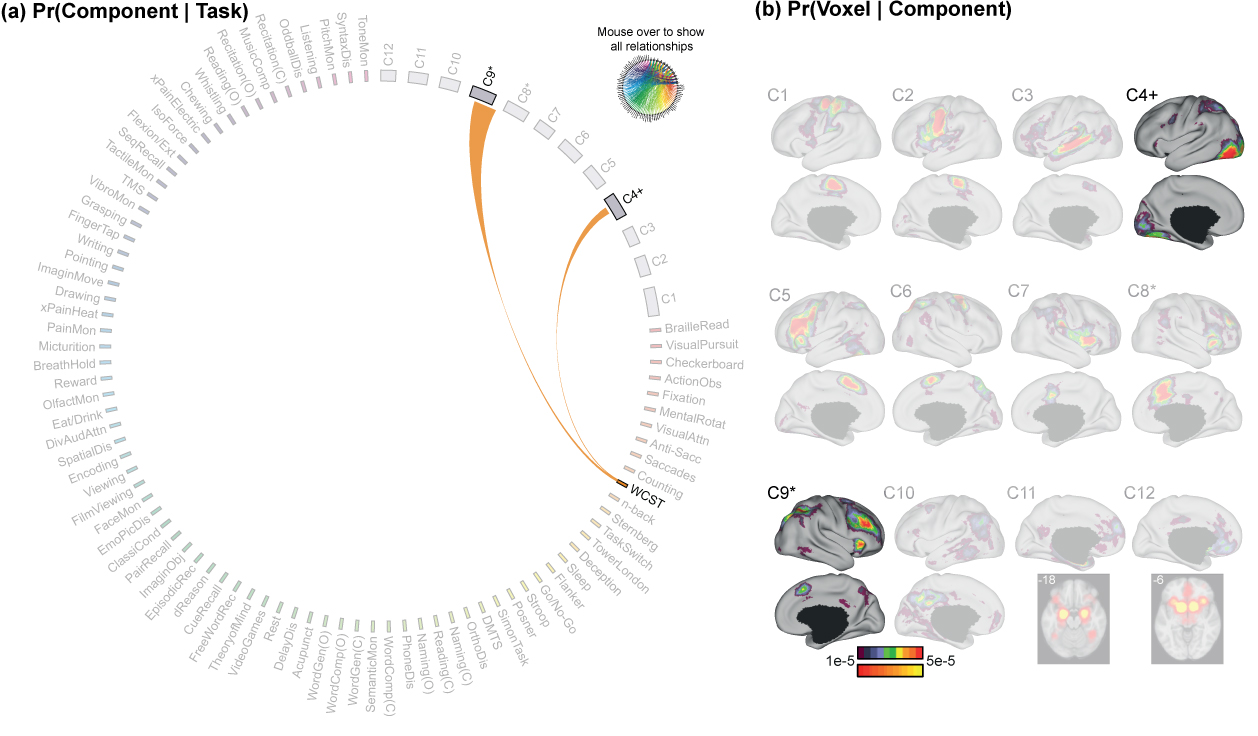 (a) Pr(Component | Task)
Mouse over to show
all relationships
C12
C11
C10
C9*
C8*
C7
C6
C5
C4+
C3
C2
C1
BrailleRead
VisualPursuit
Checkerboard
ActionObs
Fixation
MentalRotat
VisualAttn
Anti-Sacc
Saccades
Counting
WCST
n-back
Sternberg
TaskSwitch
TowerLondon
Deception
Sleep
Flanker
Go/No-Go
Stroop
Posner
SimonTask
DMTS
OrthoDis
Naming(C)
Reading(C)
Naming(O)
PhoneDis
WordComp(C)
SemanticMon
WordGen(C)
WordComp(O)
WordGen(O)
Acupunct
DelayDis
Rest
VideoGames
TheoryofMind
FreeWordRec
CueRecall
dReason
EpisodicRec
ImaginObj
PairRecall
ClassiCond
EmoPicDis
FaceMon
FilmViewing
Viewing
Encoding
SpatialDis
DivAudAttn
Eat/Drink
OlfactMon
Reward
BreathHold
Micturition
PainMon
xPainHeat
Drawing
ImaginMove
Pointing
Writing
FingerTap
Grasping
VibroMon
TMS
TactileMon
SeqRecall
Flexion/Ext
IsoForce
xPainElectric
Chewing
Whistling
Reading(O)
Recitation(O)
MusicComp
Recitation(C)
OddballDis
Listening
PitchMon
SyntaxDis
ToneMon
(b) Pr(Voxel | Component)
C1
C2
C3
C4+
C5
C6
C7
C8*
C9*
C10
C11
C12
-18
-6
1e-5
5e-5